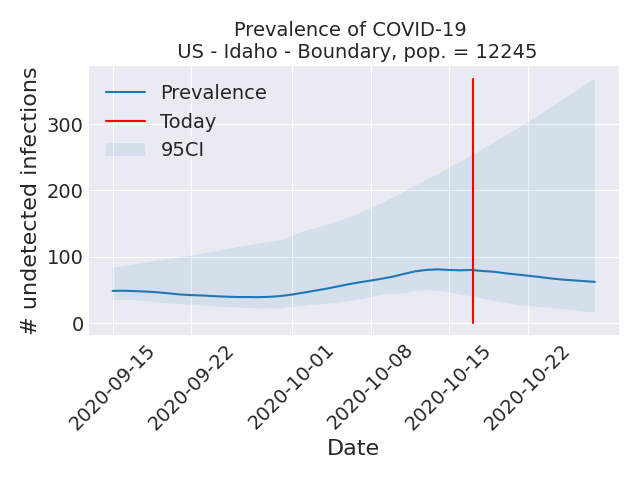 Prevalence of COVID-19
US - Idaho - Boundary, pop. = 12245
# undetected infections
300
200
100
0
Prevalence
Today
95CI
2020-09-15
2020-09-22
2020-10-01
2020-10-08
2020-10-15
2020-10-22
Date